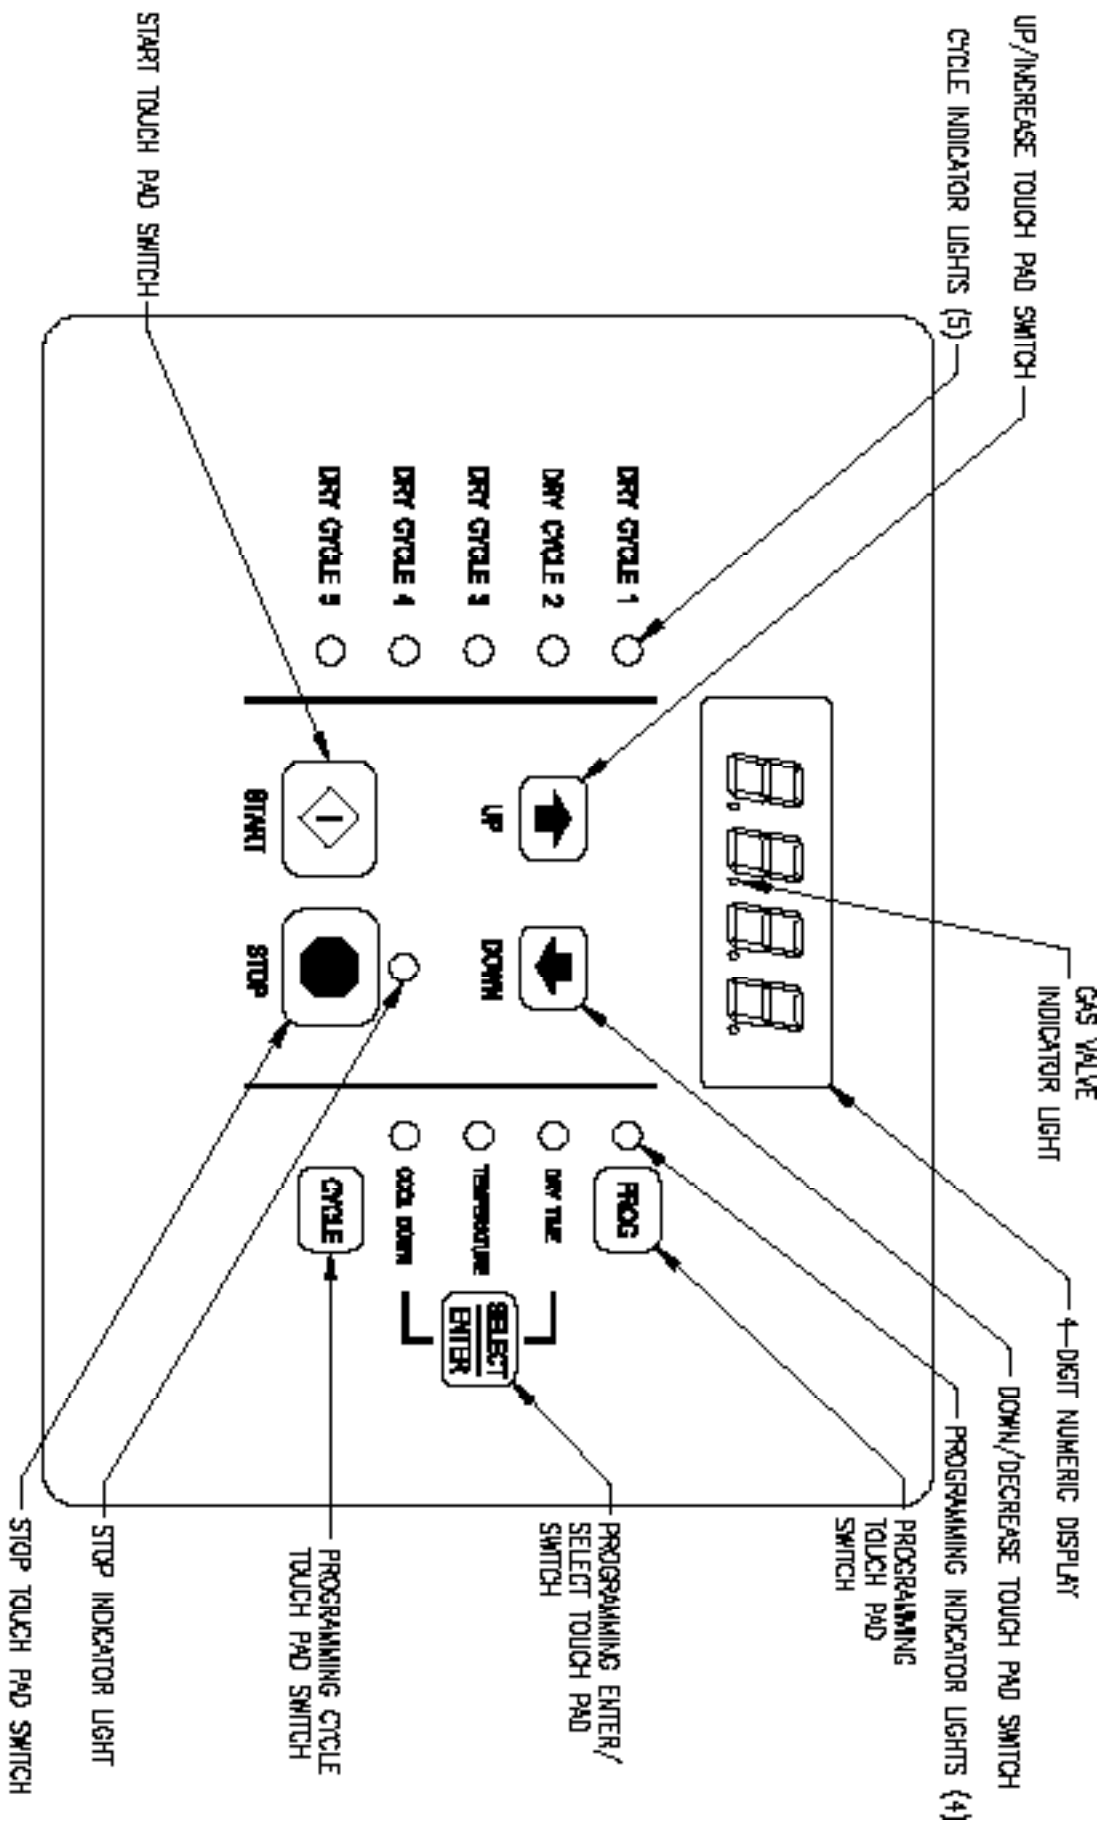 UP/INCREASE TOUCH PAD SWITCH
CYCLE INDICATOR LIGHTS (5)
START TOUCH PAD SWITCH
GAS VALVE
INDICATOR LIGHT
4-DIGIT NUMERIC DISPLAY
DOWN/DECREASE TOUCH PAD SWITCH
PROGRAMMING INDICATOR LIGHTS (4)
PROGRAMMING
TOUCH PAD
SWITCH
PROGRAMMING ENTER/
SELECT TOUCH PAD
SWITCH
PROGRAMMING CYCLE
TOUCH PAD SWITCH
STOP INDICATOR LIGHT
STOP TOUCH PAD SWITCH
DRY CYCLE 1
DRY CYCLE 2
DRY CYCLE 3
DRY CYCLE 4
DRY CYCLE 5
8.8.8.8.
UP
DOWN
START
STOP
PROG
DRY TIME
TEMPERATURE
COOL DOWN
SELECT
ENTER
CYCLE